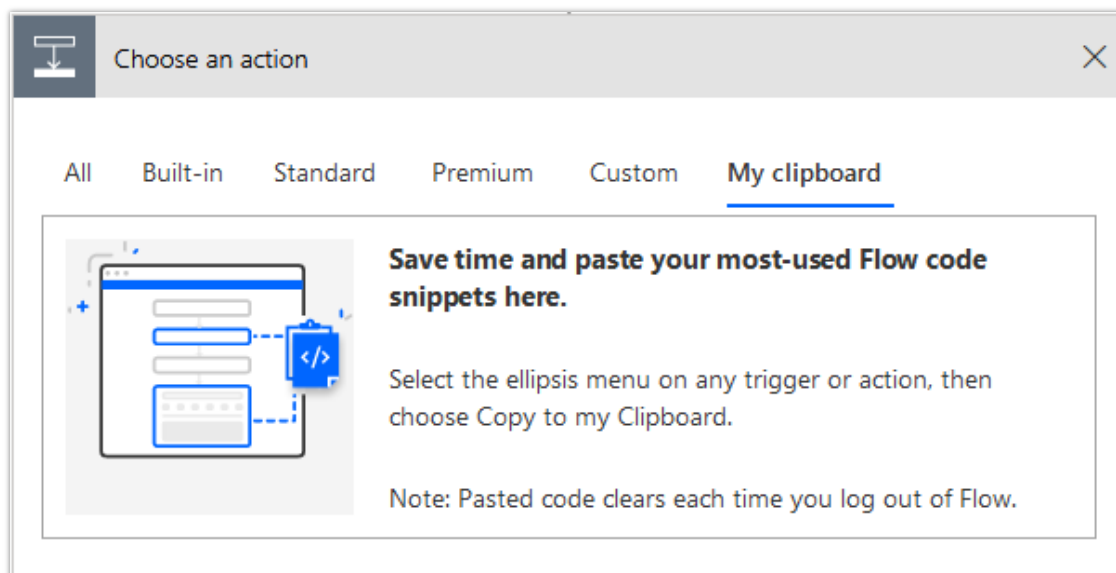 Choose an action
All Built-in Standard Premium Custom My clipboard
Save time and paste your most-used Flow code
snippets here.
</>
Select the ellipsis menu on any trigger or action, then
choose Copy to my Clipboard.
Note: Pasted code clears each time you log out of Flow.